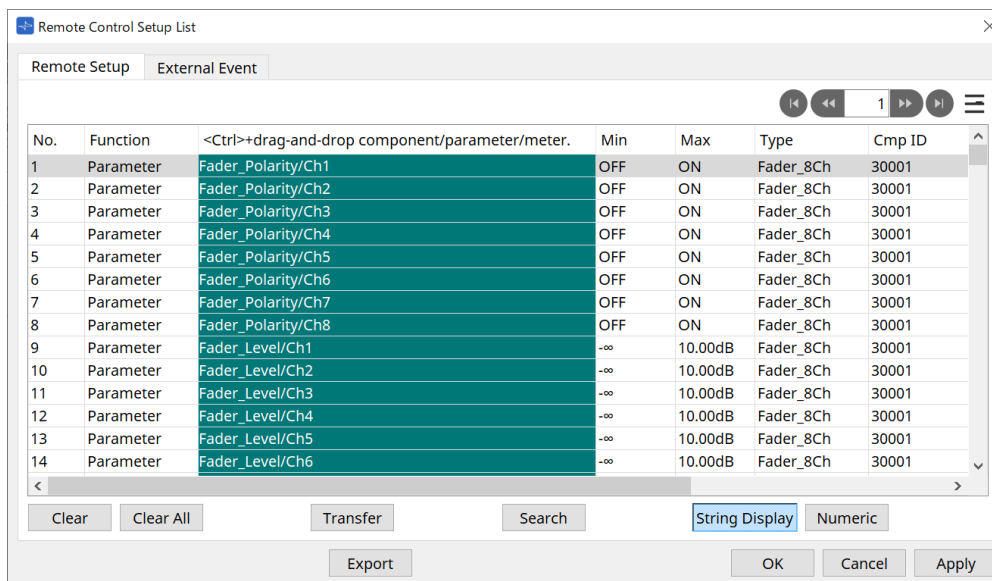 Remote Control Setup List
Remote Setup External Event
1
No. Function <Ctrl>+drag-and-drop component/parameter/meter. Min Max Type Cmp ID
1 Parameter Fader_Polarity/Ch1 OFF ON Fader_8Ch 30001
2 Parameter Fader_Polarity/Ch2 OFF ON Fader_8Ch 30001
3 Parameter Fader_Polarity/Ch3 OFF ON Fader_8Ch 30001
4 Parameter Fader_Polarity/Ch4 OFF ON Fader_8Ch 30001
5 Parameter Fader_Polarity/Ch5 OFF ON Fader_8Ch 30001
6 Parameter Fader_Polarity/Ch6 OFF ON Fader_8Ch 30001
7 Parameter Fader_Polarity/Ch7 OFF ON Fader_8Ch 30001
8 Parameter Fader_Polarity/Ch8 OFF ON Fader_8Ch 30001
9 Parameter Fader_Level/Ch1 -∞ 10.00dB Fader_8Ch 30001
10 Parameter Fader_Level/Ch2 -∞ 10.00dB Fader_8Ch 30001
11 Parameter Fader_Level/Ch3 -∞ 10.00dB Fader_8Ch 30001
12 Parameter Fader_Level/Ch4 -∞ 10.00dB Fader_8Ch 30001
13 Parameter Fader_Level/Ch5 -∞ 10.00dB Fader_8Ch 30001
14 Parameter Fader_Level/Ch6 -∞ 10.00dB Fader_8Ch 30001
Clear Clear All Transfer Search String Display Numeric
Export OK Cancel Apply